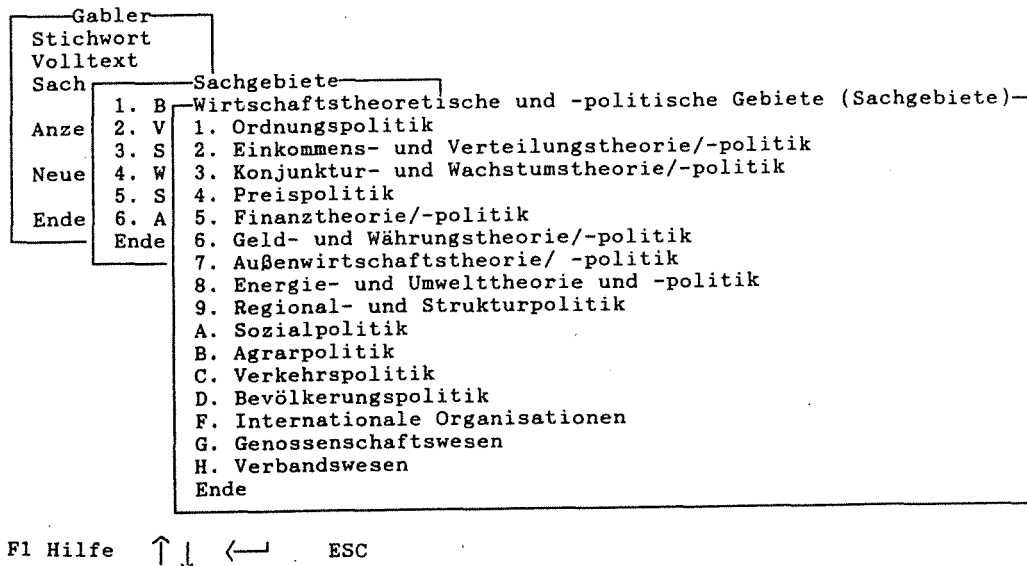 Gabler
Stichwort
Volltext
Sach Sachgebiete
1. B Wirtschaftstheoretische und -politische Gebiete (Sachgebiete)
Anze 2. V 1. Ordnungspolitik
3. S 2. Einkommens- und Verteilungstheorie/-politik
Neue 4. W 3. Konjunktur- und Wachstumstheorie/-politik
5. S 4. Preispolitik
Ende 6. A 5. Finanztheorie/-politik
Ende 6. Geld- und Währungstheorie/-politik
7. Außenwirtschaftstheorie/ -politik
8. Energie- und Umwelttheorie und -politik
9. Regional- und Strukturpolitik
A. Sozialpolitik
B. Agrarpolitik
C. Verkehrspolitik
D. Bevölkerungspolitik
F. Internationale Organisationen
G. Genossenschaftswesen
H. Verbandswesen
Ende
F1 Hilfe ↑ ↓ ←┘ ESC